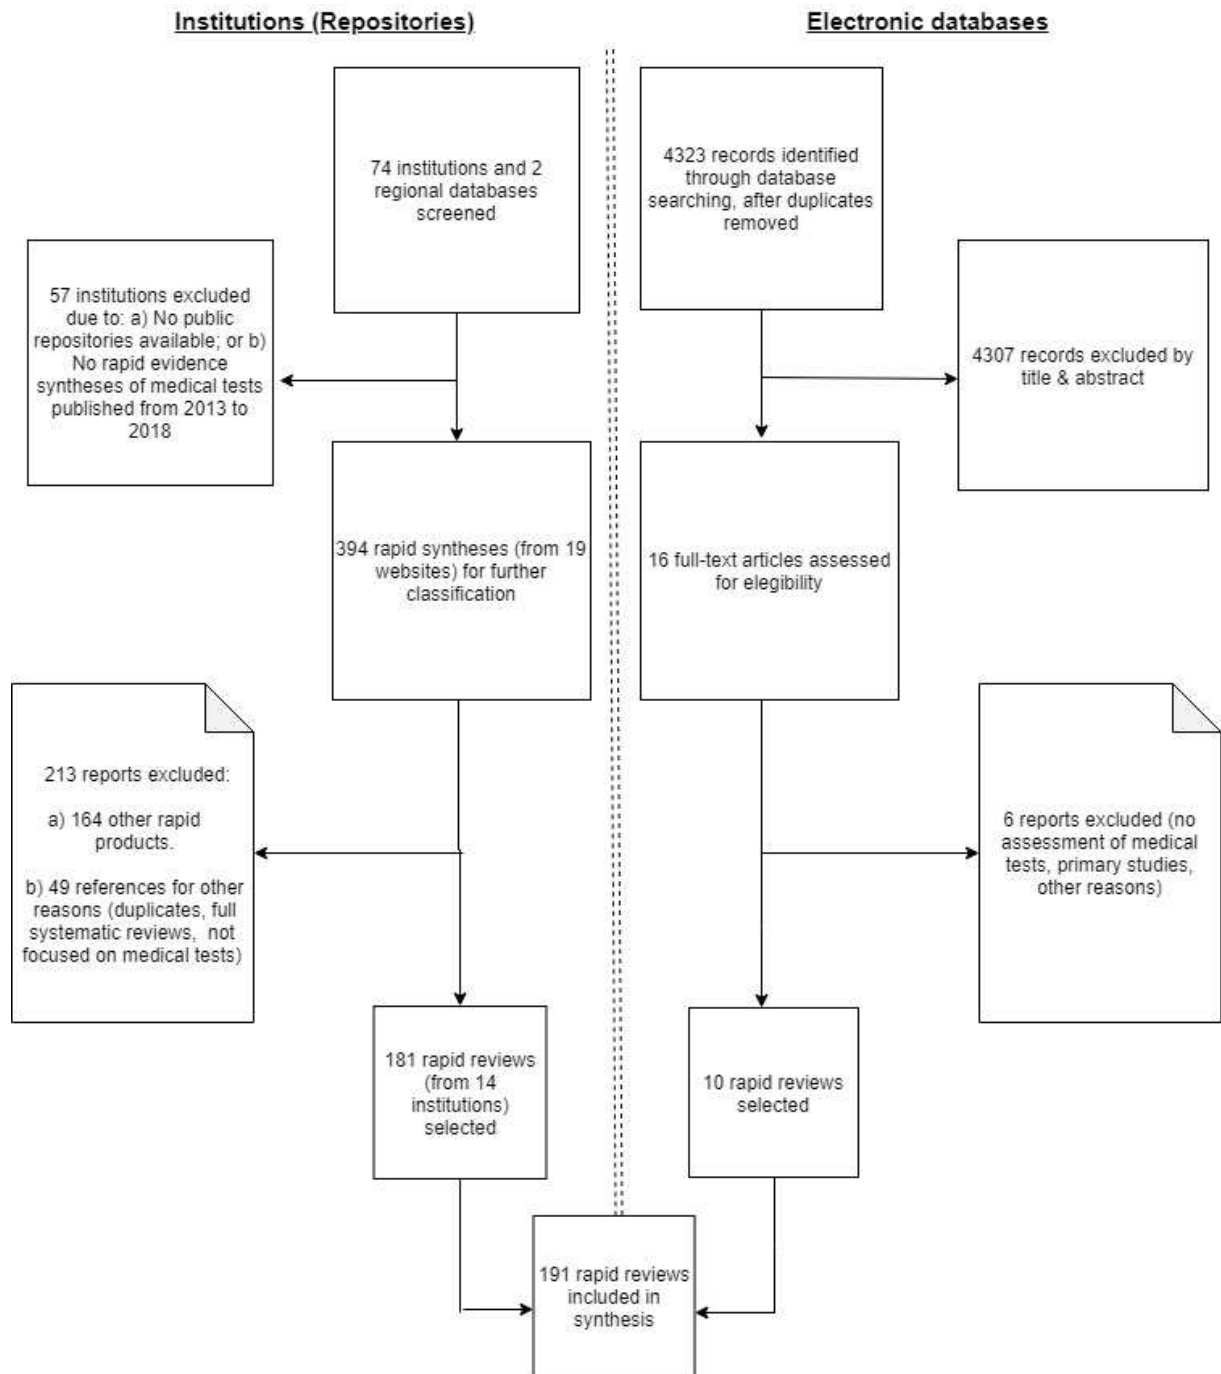 Institutions (Repositories)
Electronic databases
74 institutions and 2
regional databases
screened
4323 records identified
through database
searching, after duplicates
removed
57 institutions excluded
due to: a) No public
repositories available; or b)
No rapid evidence
syntheses of medical tests
published from 2013 to
2018
4307 records excluded by
title & abstract
394 rapid syntheses (from 19
websites) for further
classification
16 full-text articles assessed
for elegibility
213 reports excluded:
a) 164 other rapid
products.
b) 49 references for other
reasons (duplicates, full
systematic reviews, not
focused on medical tests)
6 reports excluded (no
assessment of medical
tests, primary studies,
other reasons)
181 rapid reviews
(from 14
institutions)
selected
10 rapid reviews
selected
191 rapid reviews
included in
synthesis